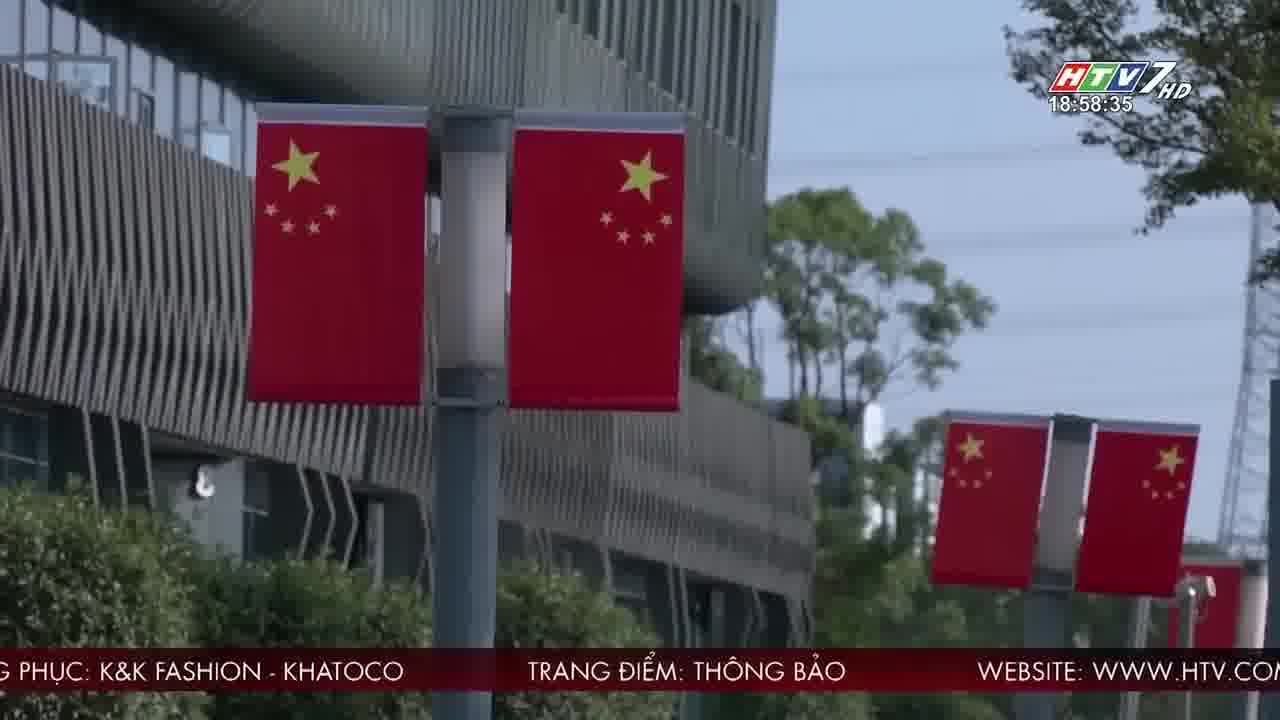 HTV7 HD
18:58:35
G PHỤC: K&K FASHION - KHATOCO TRANG ĐIỂM: THÔNG BẢO WEBSITE: WWW.HTV.COM